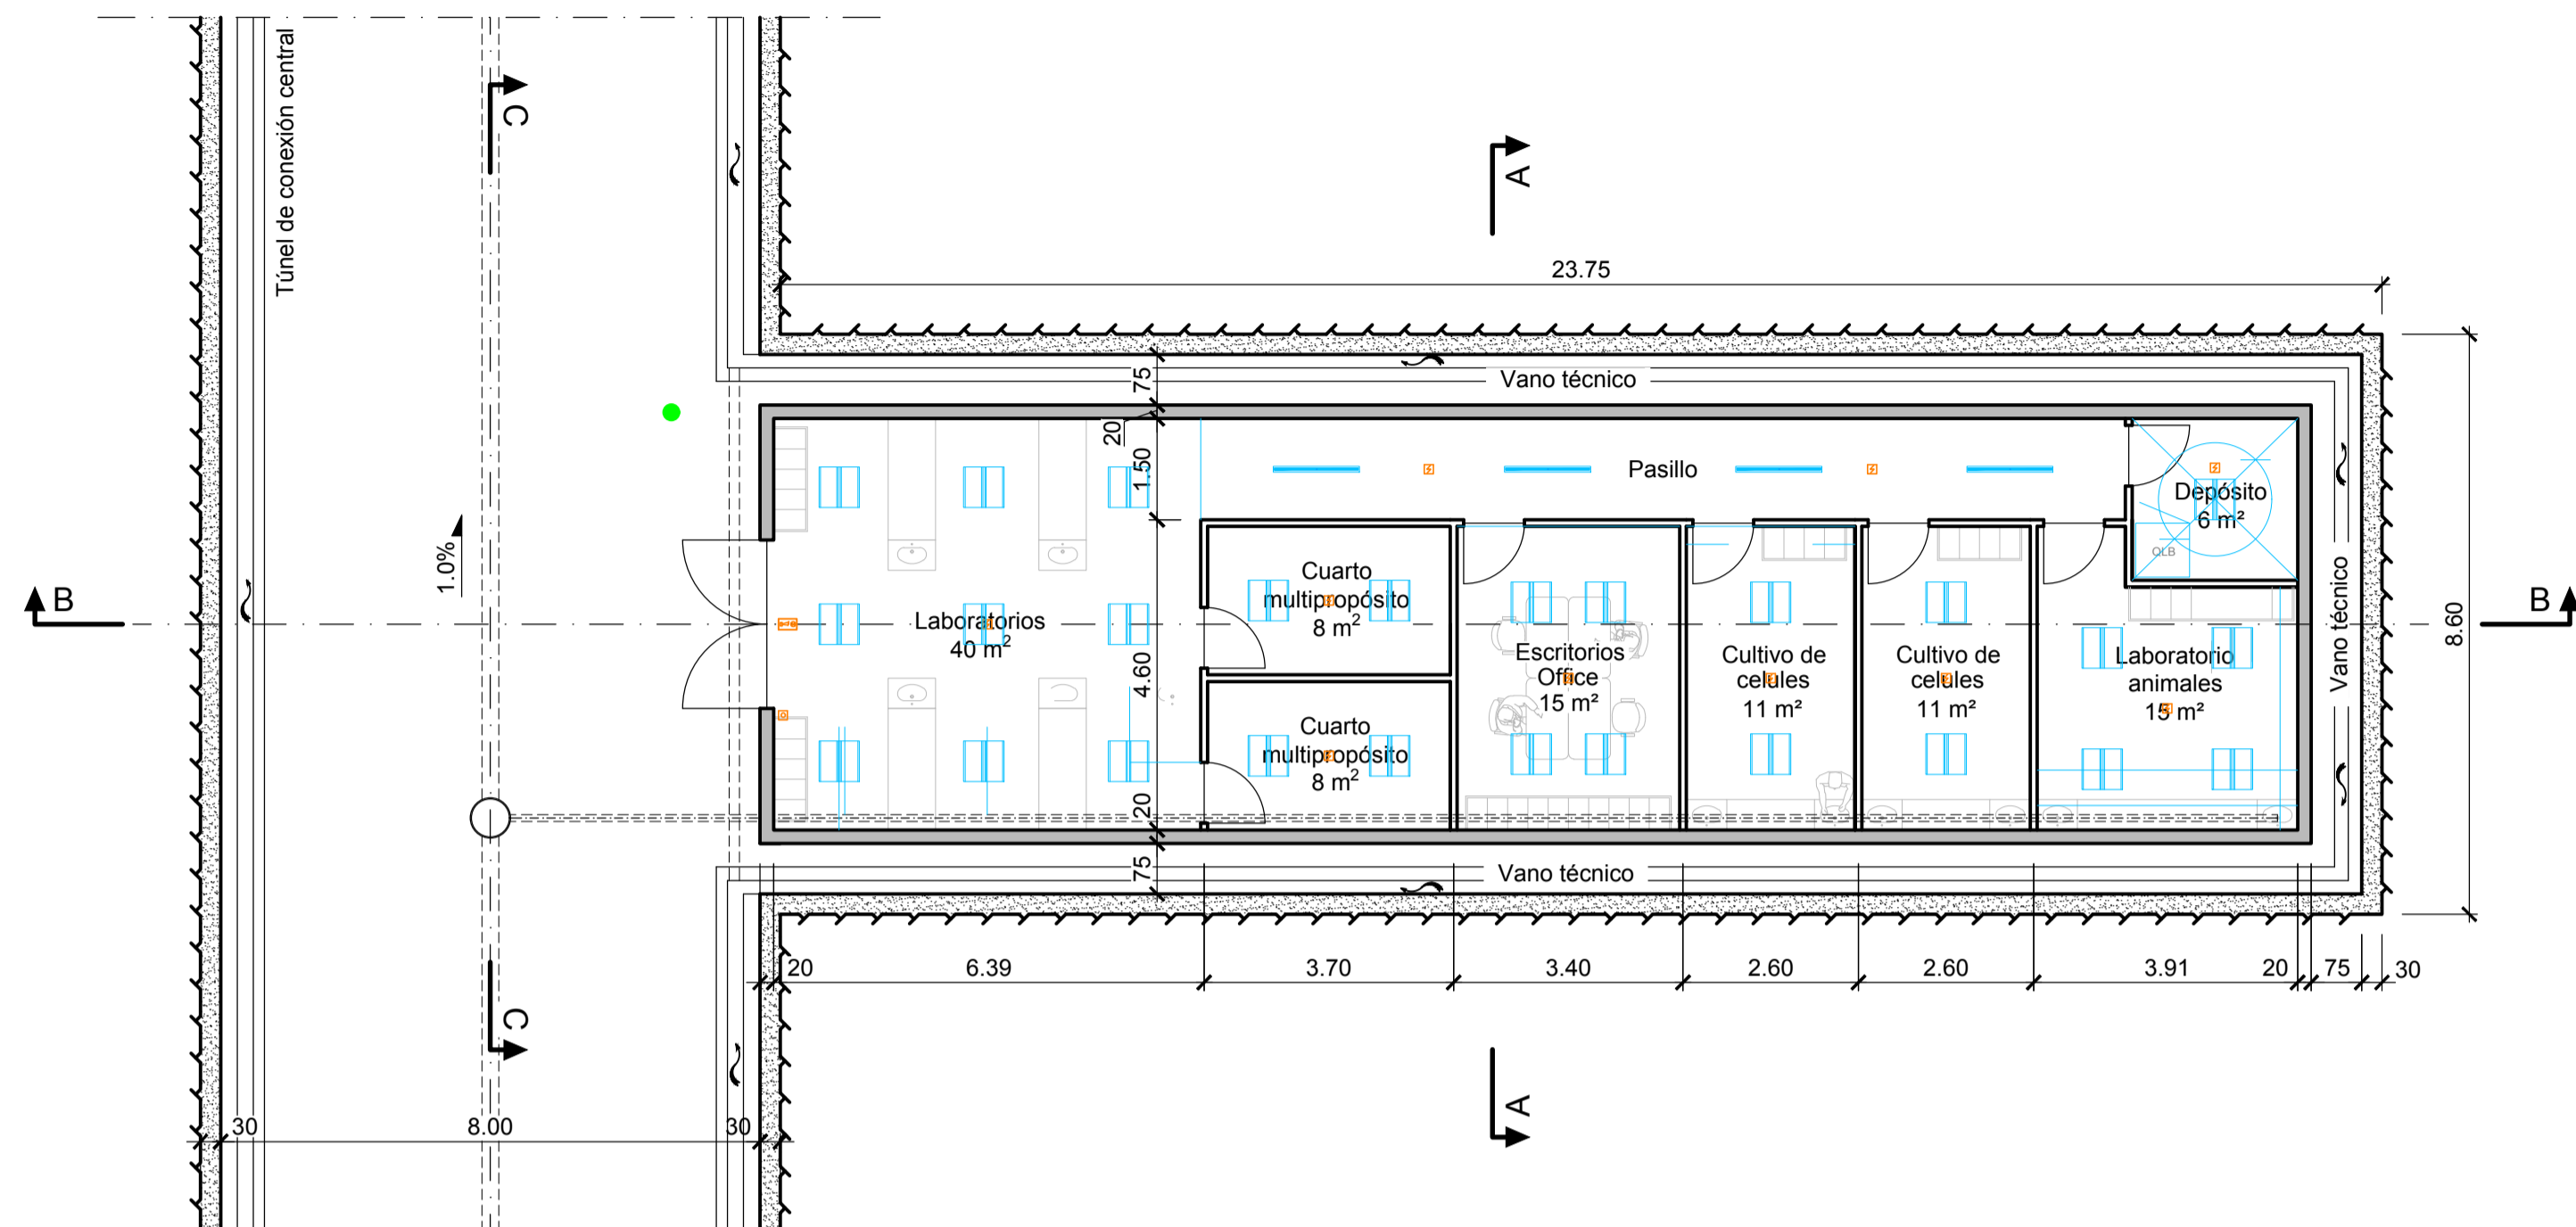 Túnel de conexión central
C
A
23.75
Vano técnico
75
20
1.50
Pasillo
Depósito
6 m²
OLB
1.0%
B
B
Laboratorios
40 m²
Cuarto
multipropósito
8 m²
Escritorios
Office
15 m²
Cultivo de
celules
11 m²
Cultivo de
celules
11 m²
Laboratorio
animales
15 m²
Vano técnico
8.60
4.60
Cuarto
multipropósito
8 m²
20
75
Vano técnico
20
6.39
3.70
3.40
2.60
2.60
3.91
20
75
30
C
A
30
8.00
30